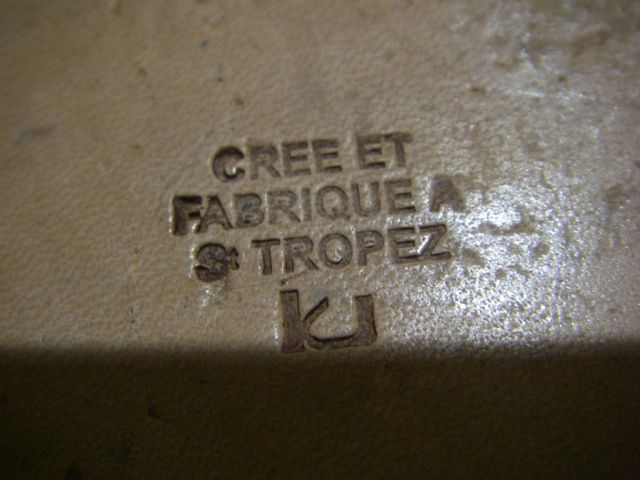 CREE ET
FABRIQUE A
St TROPEZ